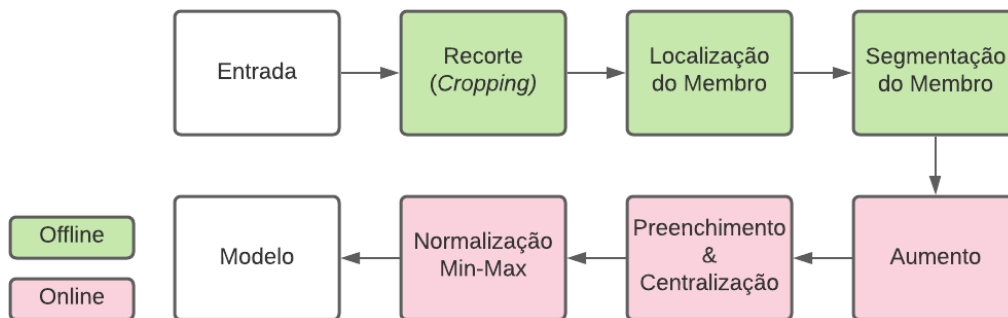 Entrada
Recorte
(Cropping)
Localização
do Membro
Segmentação
do Membro
Offline
Online
Modelo
Normalização
Min-Max
Preenchimento
&
Centralização
Aumento